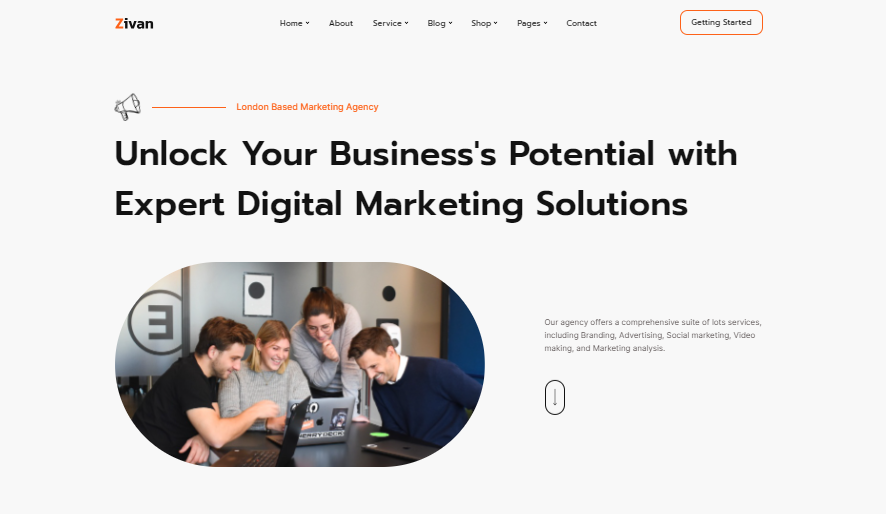 Zivan
Home
About
Service
Blog
Shop
Pages
Contact
Getting Started
London Based Marketing Agency
Unlock Your Business's Potential with
Expert Digital Marketing Solutions
Our agency offers a comprehensive suite of lots services,
including Branding, Advertising, Social marketing, Video
making, and Marketing analysis.